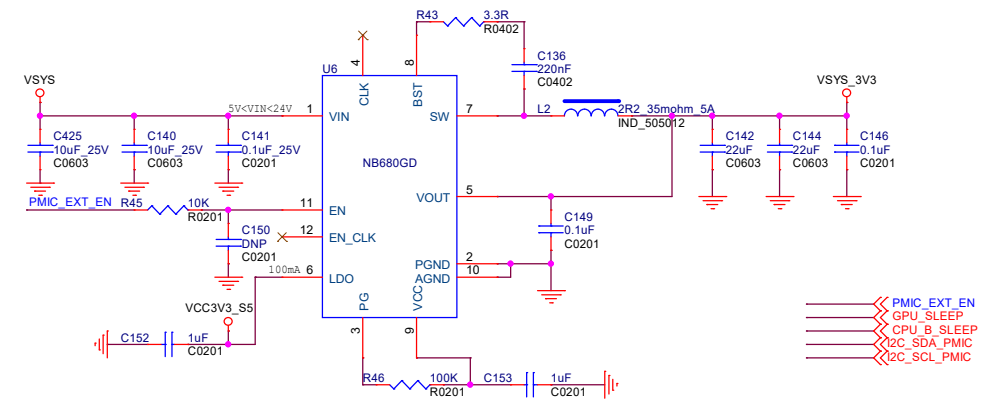 R43
3.3R
R0402
U6
4
8
C136
220nF
C0402
CLK
BST
VSYS
VSYS_3V3
5V<VIN<24V
1
VIN
SW
7
L2
2R2_35mohm_5A
IND_505012
C425
10uF_25V
C0603
C140
10uF_25V
C0603
C141
0.1uF_25V
C0201
NB680GD
C142
22uF
C0603
C144
22uF
C0603
C146
0.1uF
C0201
VOUT
5
PMIC_EXT_EN
R45
10K
R0201
11
EN
C149
0.1uF
C0201
C150
DNP
C0201
12
EN_CLK
100mA
6
LDO
PGND
2
AGND
10
PG
VCC
VCC3V3_S5
3
9
C152
1uF
C0201
R46
100K
R0201
C153
1uF
C0201
PMIC_EXT_EN
GPU_SLEEP
CPU_B_SLEEP
I2C_SDA_PMIC
I2C_SCL_PMIC